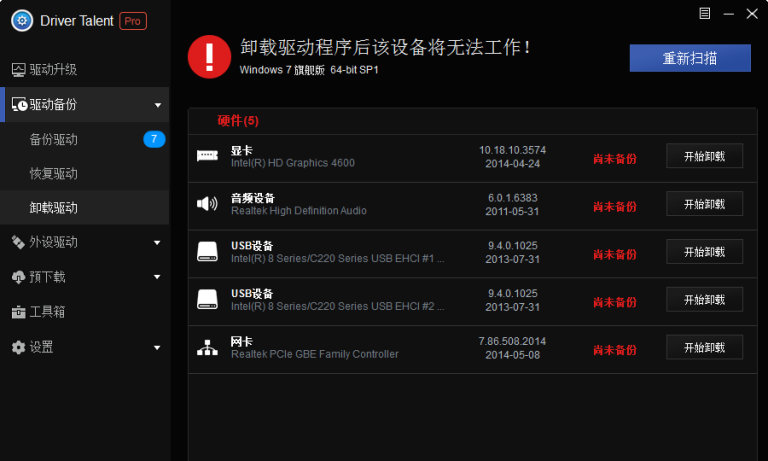 Driver Talent Pro
驱动升级
驱动备份
备份驱动 7
恢复驱动
卸载驱动
外设驱动
预下载
工具箱
设置
卸载驱动程序后该设备将无法工作！
Windows 7 旗舰版 64-bit SP1
重新扫描
硬件(5)
显卡
Intel(R) HD Graphics 4600
10.18.10.3574
2014-04-24
尚未备份
开始卸载
音频设备
Realtek High Definition Audio
6.0.1.6383
2011-05-31
尚未备份
开始卸载
USB设备
Intel(R) 8 Series/C220 Series USB EHCI #1 ...
9.4.0.1025
2013-07-31
尚未备份
开始卸载
USB设备
Intel(R) 8 Series/C220 Series USB EHCI #2 ...
9.4.0.1025
2013-07-31
尚未备份
开始卸载
网卡
Realtek PCIe GBE Family Controller
7.86.508.2014
2014-05-08
尚未备份
开始卸载